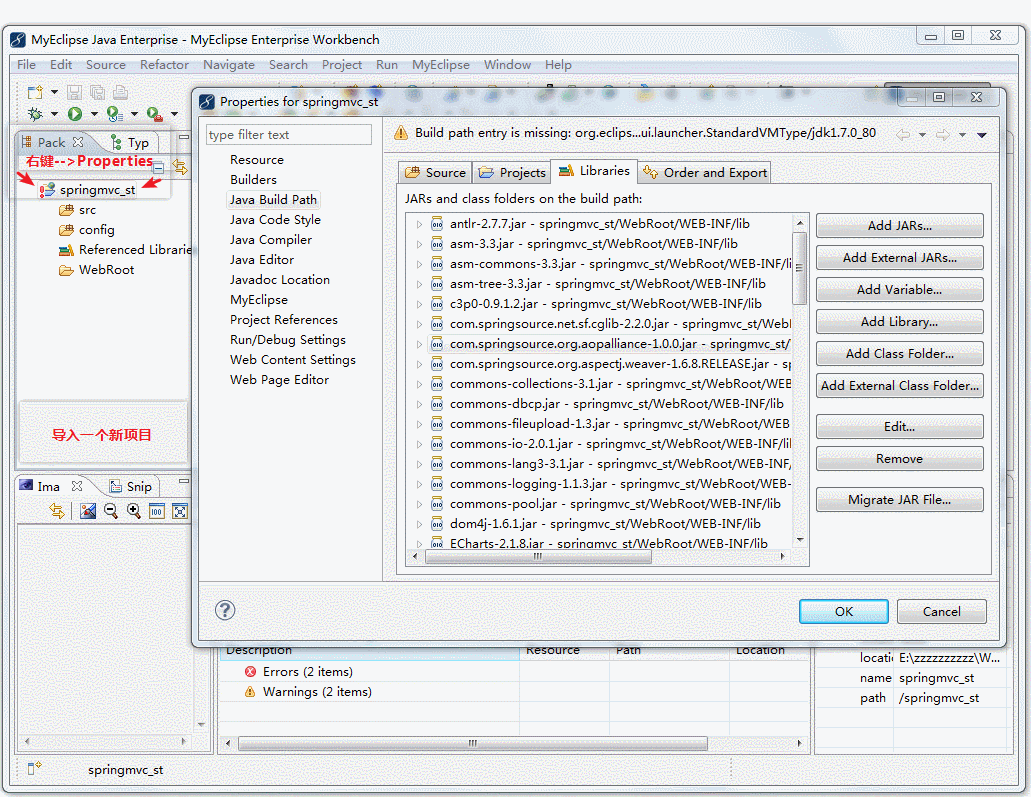 MyEclipse Java Enterprise - MyEclipse Enterprise Workbench
File Edit Source Refactor Navigate Search Project Run MyEclipse Window Help
Pack Typ
右键-->Properties
springmvc_st
src
config
Referenced Librarie
WebRoot
导入一个新项目
Properties for springmvc_st
type filter text
Resource
Builders
Java Build Path
Java Code Style
Java Compiler
Java Editor
Javadoc Location
MyEclipse
Project References
Run/Debug Settings
Web Content Settings
Web Page Editor
Build path entry is missing: org.eclips...ui.launcher.StandardVMType/jdk1.7.0_80
Source Projects Libraries Order and Export
JARs and class folders on the build path:
antlr-2.7.7.jar - springmvc_st/WebRoot/WEB-INF/lib
asm-3.3.jar - springmvc_st/WebRoot/WEB-INF/lib
asm-commons-3.3.jar - springmvc_st/WebRoot/WEB-INF/li
asm-tree-3.3.jar - springmvc_st/WebRoot/WEB-INF/lib
c3p0-0.9.1.2.jar - springmvc_st/WebRoot/WEB-INF/lib
com.springsource.net.sf.cglib-2.2.0.jar - springmvc_st/WebI
com.springsource.org.aopalliance-1.0.0.jar - springmvc_st/
com.springsource.org.aspectj.weaver-1.6.8.RELEASE.jar - sp
commons-collections-3.1.jar - springmvc_st/WebRoot/WEB
commons-dbcp.jar - springmvc_st/WebRoot/WEB-INF/lib
commons-fileupload-1.3.jar - springmvc_st/WebRoot/WEB
commons-io-2.0.1.jar - springmvc_st/WebRoot/WEB-INF/li
commons-lang3-3.1.jar - springmvc_st/WebRoot/WEB-INF/
commons-logging-1.1.3.jar - springmvc_st/WebRoot/WEB-
commons-pool.jar - springmvc_st/WebRoot/WEB-INF/lib
dom4j-1.6.1.jar - springmvc_st/WebRoot/WEB-INF/lib
ECharts-2.1.8.jar - springmvc_st/WebRoot/WEB-INF/lib
Add JARs...
Add External JARs...
Add Variable...
Add Library...
Add Class Folder...
Add External Class Folder...
Edit...
Remove
Migrate JAR File...
OK Cancel
Ima Snip
Description Resource Path Location
Errors (2 items)
Warnings (2 items)
locati E:\zzzzzzzzzz\W...
name springmvc_st
path /springmvc_st
springmvc_st